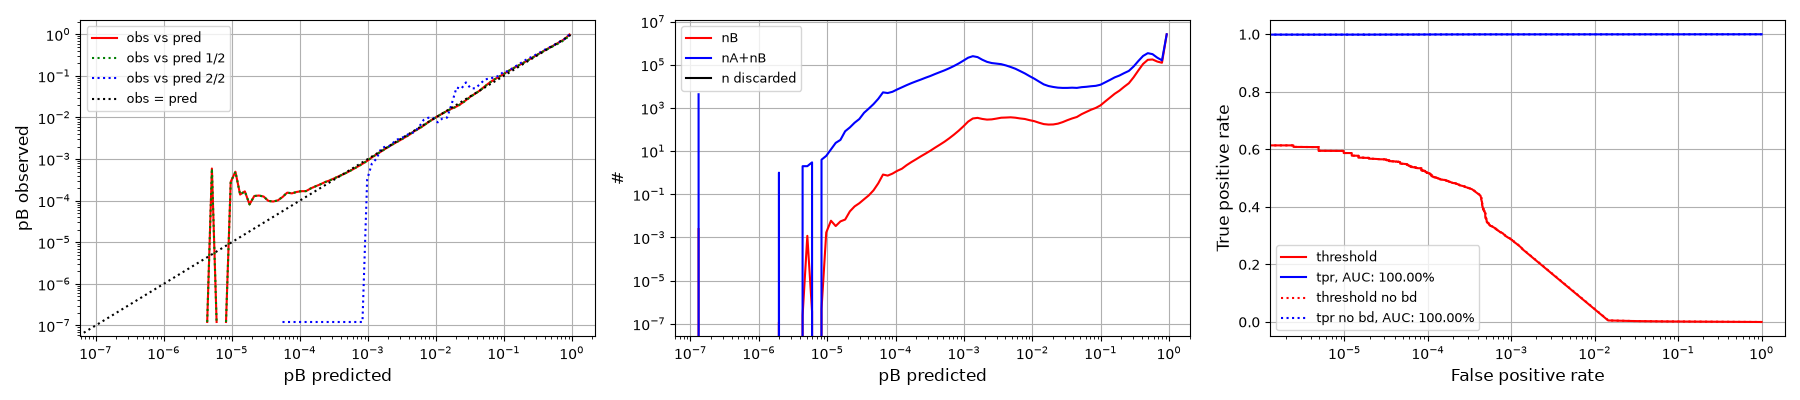 obs vs pred
obs vs pred 1/2
obs vs pred 2/2
obs = pred
10⁰
10⁻¹
10⁻²
10⁻³
10⁻⁴
10⁻⁵
10⁻⁶
10⁻⁷
pB observed
10⁻⁷ 10⁻⁶ 10⁻⁵ 10⁻⁴ 10⁻³ 10⁻² 10⁻¹ 10⁰
pB predicted
nB
nA+nB
n discarded
10⁷
10⁵
10³
10¹
10⁻¹
10⁻³
10⁻⁵
10⁻⁷
#
10⁻⁷ 10⁻⁶ 10⁻⁵ 10⁻⁴ 10⁻³ 10⁻² 10⁻¹ 10⁰
pB predicted
1.0
0.8
0.6
0.4
0.2
0.0
True positive rate
threshold
tpr, AUC: 100.00%
threshold no bd
tpr no bd, AUC: 100.00%
10⁻⁵ 10⁻⁴ 10⁻³ 10⁻² 10⁻¹ 10⁰
False positive rate